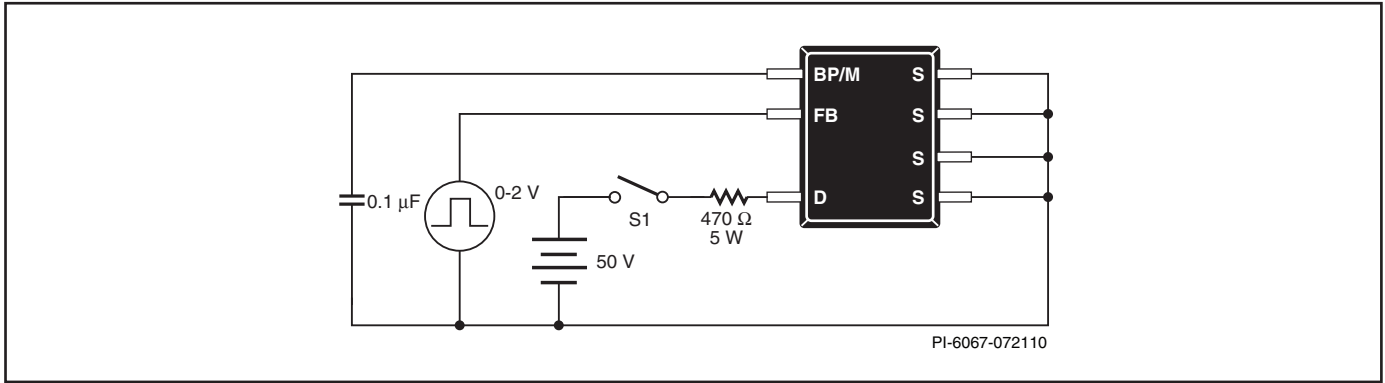 BP/M S
FB S
S
D S
0.1 μF
0-2 V
S1
470 Ω
5 W
50 V
PI-6067-072110